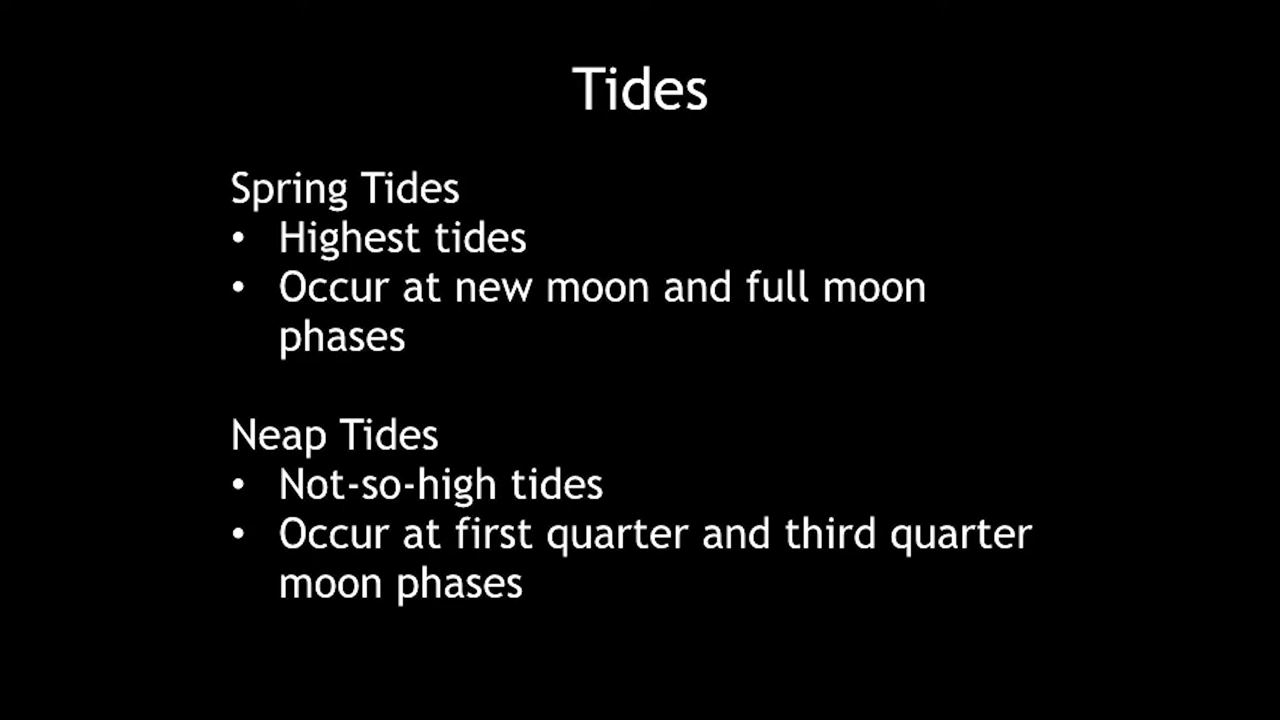 Tides
Spring Tides
• Highest tides
• Occur at new moon and full moon
phases
Neap Tides
• Not-so-high tides
• Occur at first quarter and third quarter
moon phases